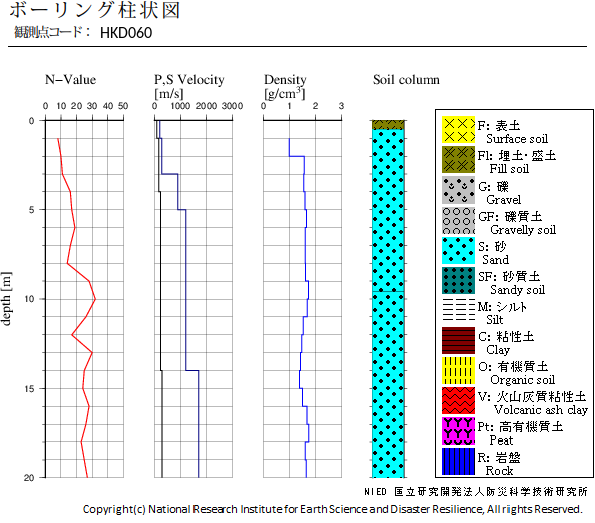 ボーリング柱状図
観測点コード： HKD060
N-Value
P,S Velocity
[m/s]
Density
[g/cm3]
Soil column
0 10 20 30 40 50
0 1000 2000 3000
0 1 2 3
0
5
10
15
20
depth [m]
F: 表土
Surface soil
Fl: 埋土・盛土
Fill soil
G: 礫
Gravel
GF: 礫質土
Gravelly soil
S: 砂
Sand
SF: 砂質土
Sandy soil
M: シルト
Silt
C: 粘性土
Clay
O: 有機質土
Organic soil
V: 火山灰質粘性土
Volcanic ash clay
Pt: 高有機質土
Peat
R: 岩盤
Rock
NIED 国立研究開発法人防災科学技術研究所
Copyright(c) National Research Institute for Earth Science and Disaster Resilience, All rights Reserved.